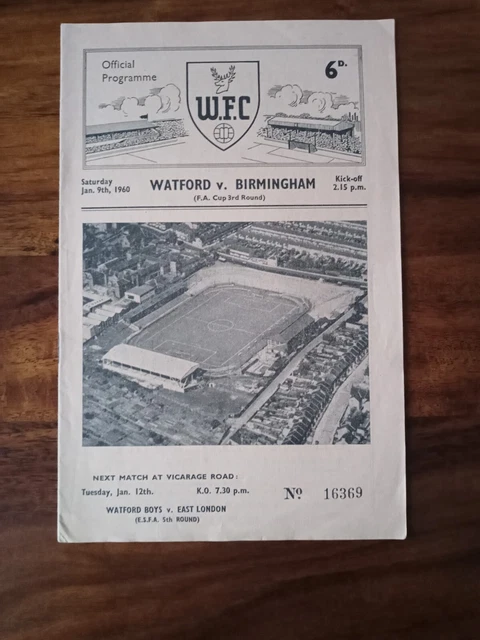 Official
Programme
W.F.C
6D.
Saturday
Jan. 9th, 1960
WATFORD v. BIRMINGHAM
(F.A. Cup 3rd Round)
Kick-off
2.15 p.m.
NEXT MATCH AT VICARAGE ROAD:
Tuesday, Jan. 12th. K.O. 7.30 p.m.
Nº 16369
WATFORD BOYS v. EAST LONDON
(E.S.F.A. 5th ROUND)